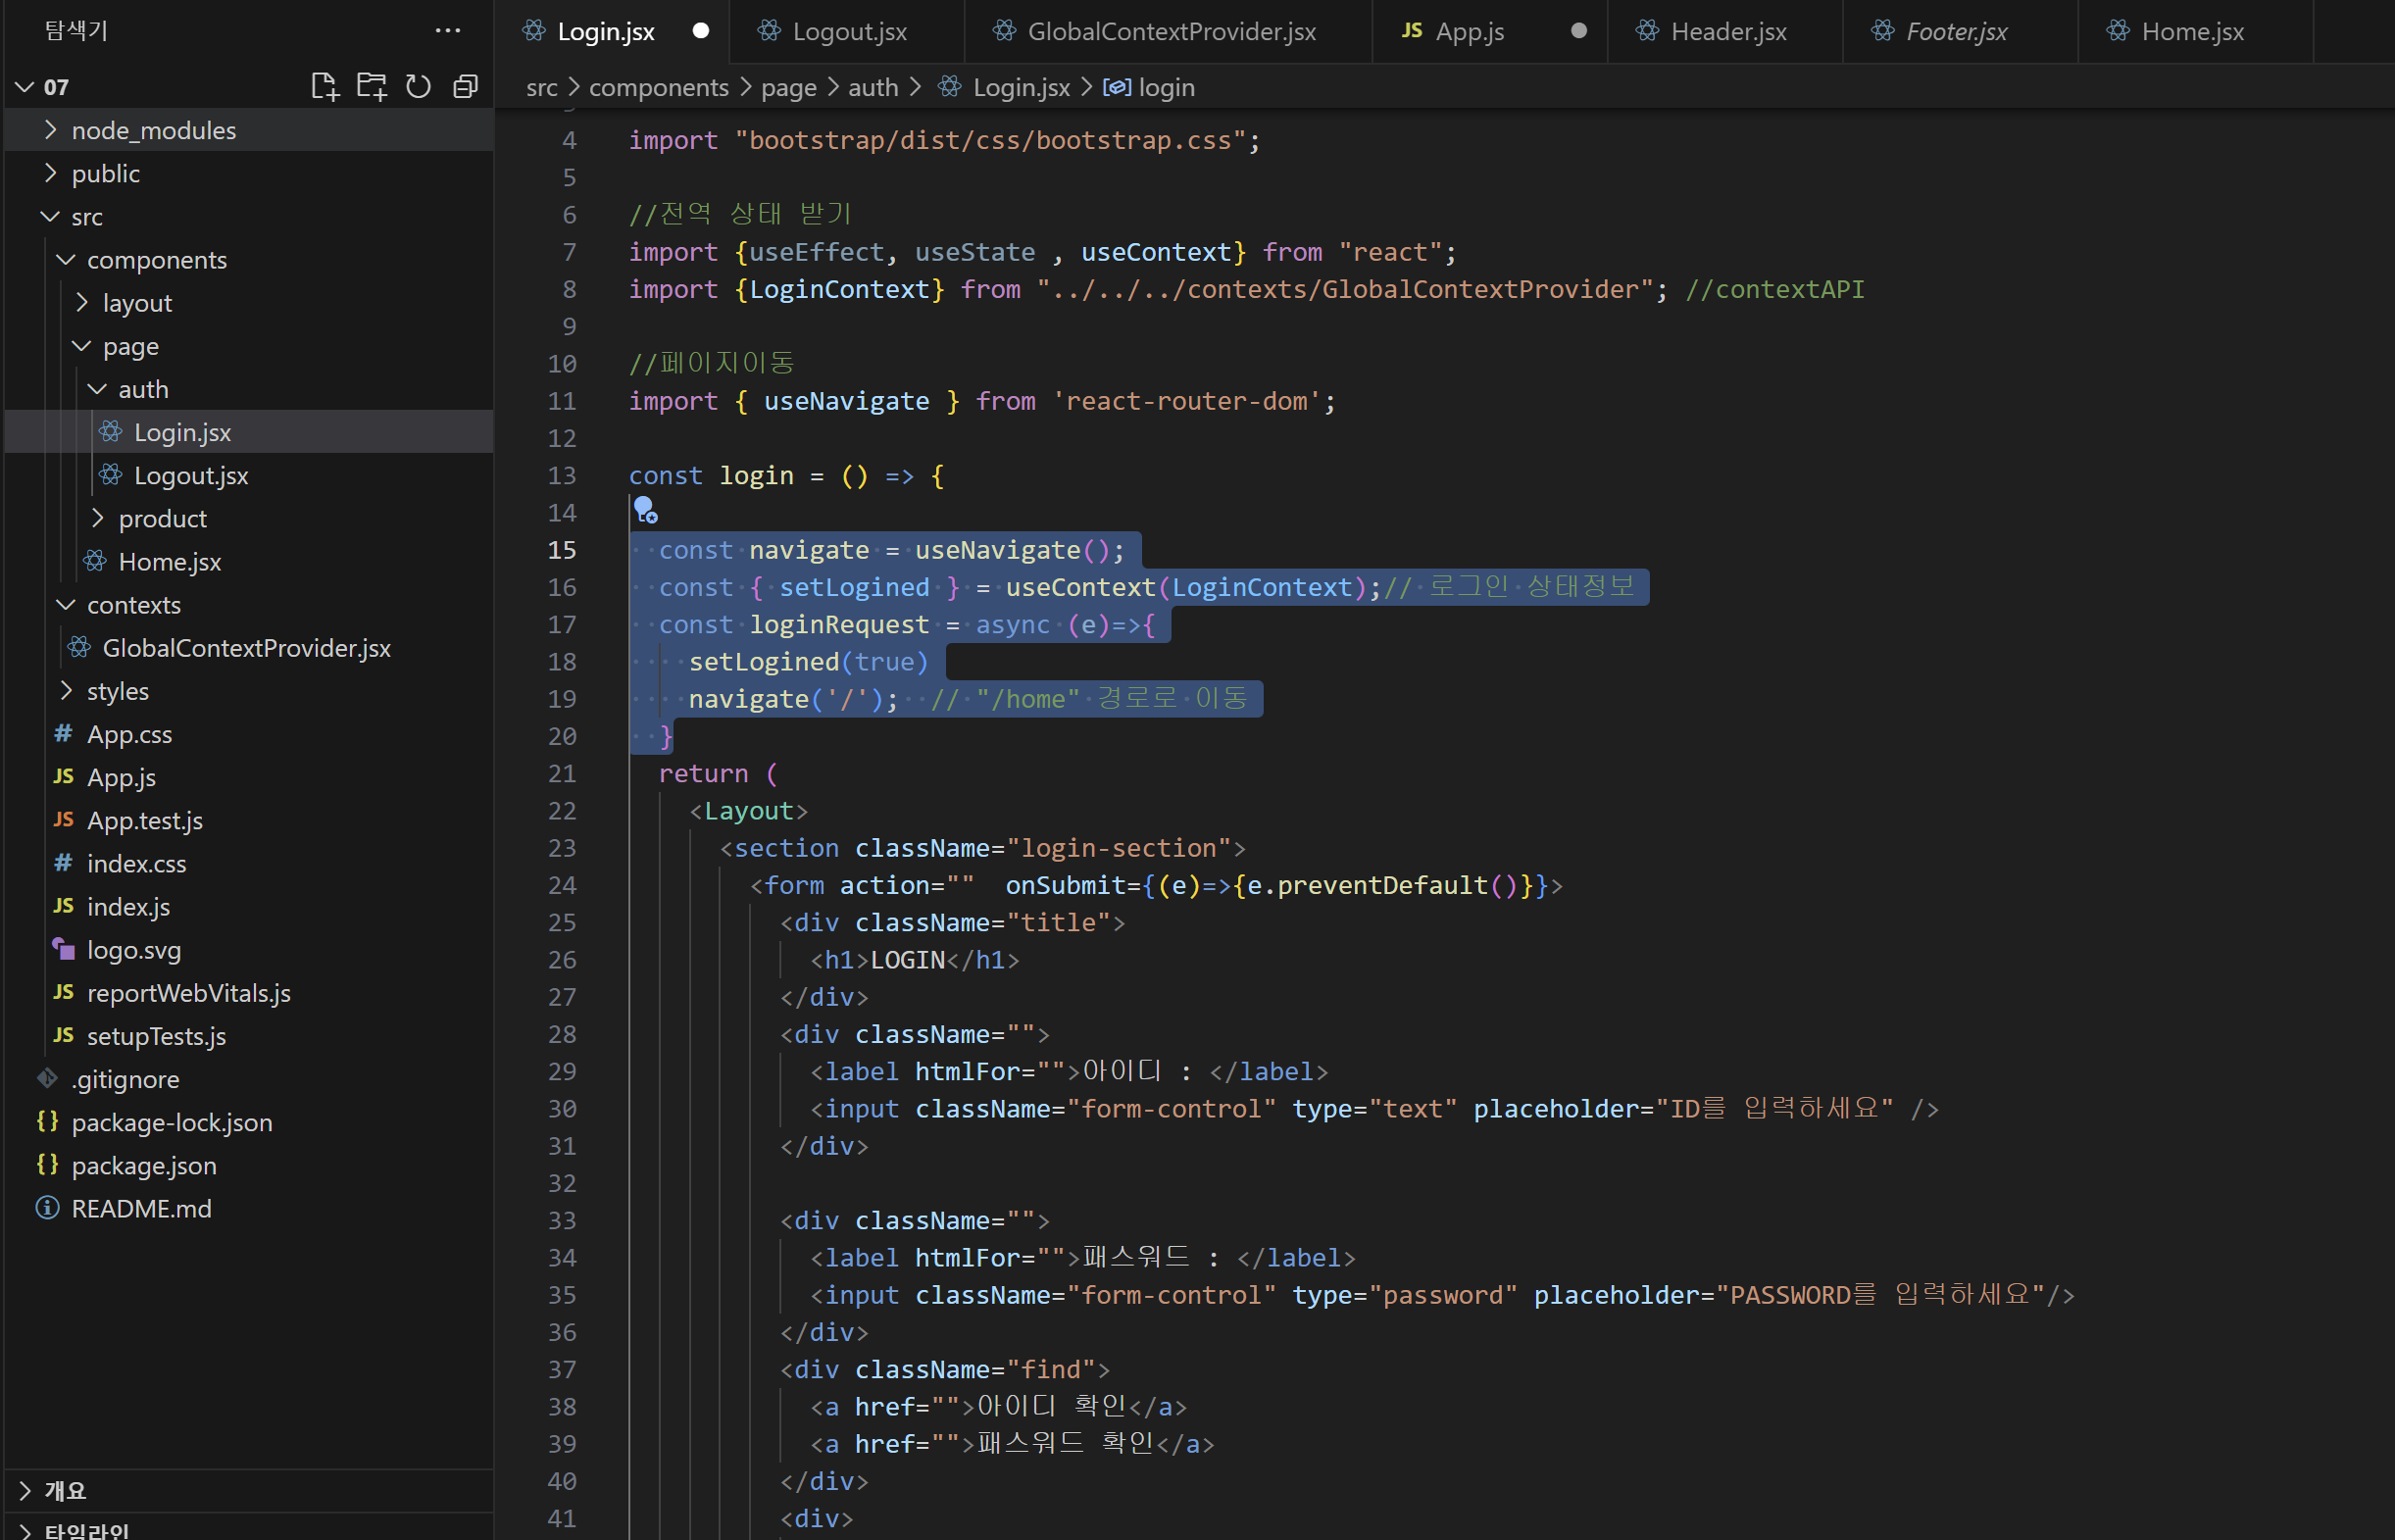 탐색기
07
node_modules
public
src
components
layout
page
auth
Login.jsx
Logout.jsx
product
Home.jsx
contexts
GlobalContextProvider.jsx
styles
# App.css
JS App.js
JS App.test.js
# index.css
JS index.js
logo.svg
JS reportWebVitals.js
JS setupTests.js
.gitignore
{} package-lock.json
{} package.json
README.md
개요
타임라인
Login.jsx
Logout.jsx
GlobalContextProvider.jsx
JS App.js
Header.jsx
Footer.jsx
Home.jsx
src > components > page > auth > Login.jsx > login
4 import "bootstrap/dist/css/bootstrap.css";
5
6 //전역 상태 받기
7 import {useEffect, useState , useContext} from "react";
8 import {LoginContext} from "../../../contexts/GlobalContextProvider"; //contextAPI
9
10 //페이지이동
11 import { useNavigate } from 'react-router-dom';
12
13 const login = () => {
14
15 const navigate = useNavigate();
16 const { setLogined } = useContext(LoginContext);// 로그인 상태정보
17 const loginRequest = async (e)=>{
18 setLogined(true)
19 navigate('/'); // "/home" 경로로 이동
20 }
21 return (
22 <Layout>
23 <section className="login-section">
24 <form action="" onSubmit={(e)=>{e.preventDefault()}}>
25 <div className="title">
26 <h1>LOGIN</h1>
27 </div>
28 <div className="">
29 <label htmlFor="">아이디 : </label>
30 <input className="form-control" type="text" placeholder="ID를 입력하세요" />
31 </div>
32
33 <div className="">
34 <label htmlFor="">패스워드 : </label>
35 <input className="form-control" type="password" placeholder="PASSWORD를 입력하세요"/>
36 </div>
37 <div className="find">
38 <a href="">아이디 확인</a>
39 <a href="">패스워드 확인</a>
40 </div>
41 <div>